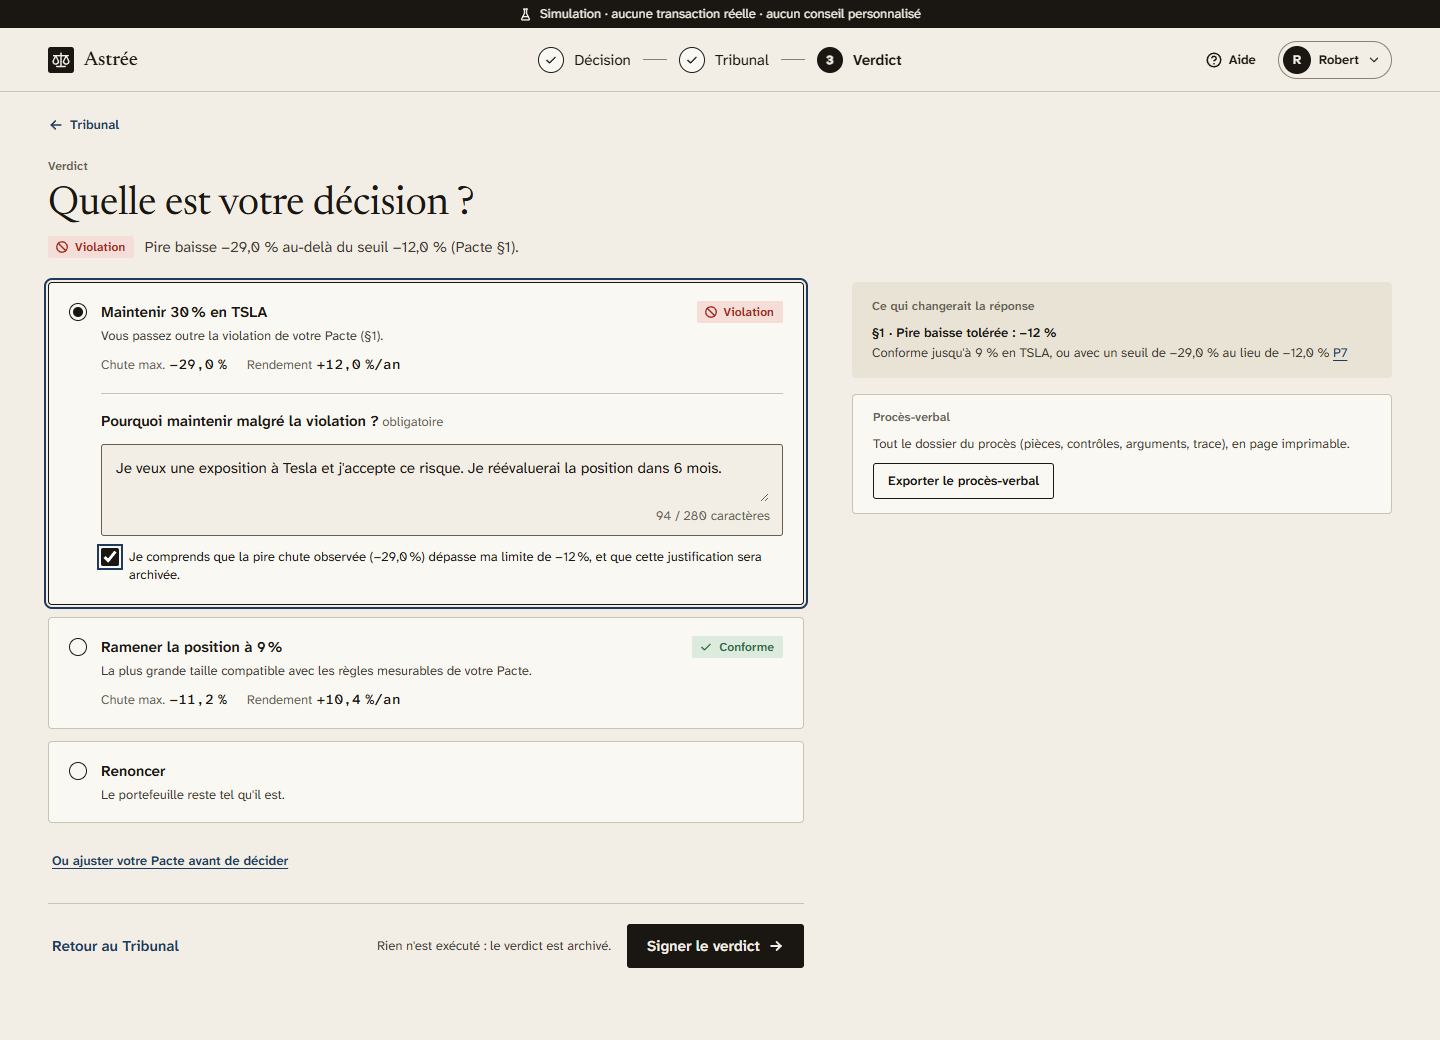 Simulation · aucune transaction réelle · aucun conseil personnalisé
Astrée
Décision
Tribunal
3 Verdict
Aide
R Robert
← Tribunal
Verdict
Quelle est votre décision ?
Violation
Pire baisse −29,0 % au-delà du seuil −12,0 % (Pacte §1).
Maintenir 30 % en TSLA
Violation
Vous passez outre la violation de votre Pacte (§1).
Chute max. −29,0 % Rendement +12,0 %/an
Pourquoi maintenir malgré la violation ? obligatoire
Je veux une exposition à Tesla et j'accepte ce risque. Je réévaluerai la position dans 6 mois.
94 / 280 caractères
Je comprends que la pire chute observée (−29,0 %) dépasse ma limite de −12 %, et que cette justification sera
archivée.
Ramener la position à 9 %
Conforme
La plus grande taille compatible avec les règles mesurables de votre Pacte.
Chute max. −11,2 % Rendement +10,4 %/an
Renoncer
Le portefeuille reste tel qu'il est.
Ou ajuster votre Pacte avant de décider
Retour au Tribunal
Rien n'est exécuté : le verdict est archivé.
Signer le verdict →
Ce qui changerait la réponse
§1 · Pire baisse tolérée : −12 %
Conforme jusqu'à 9 % en TSLA, ou avec un seuil de −29,0 % au lieu de −12,0 % P7
Procès-verbal
Tout le dossier du procès (pièces, contrôles, arguments, trace), en page imprimable.
Exporter le procès-verbal